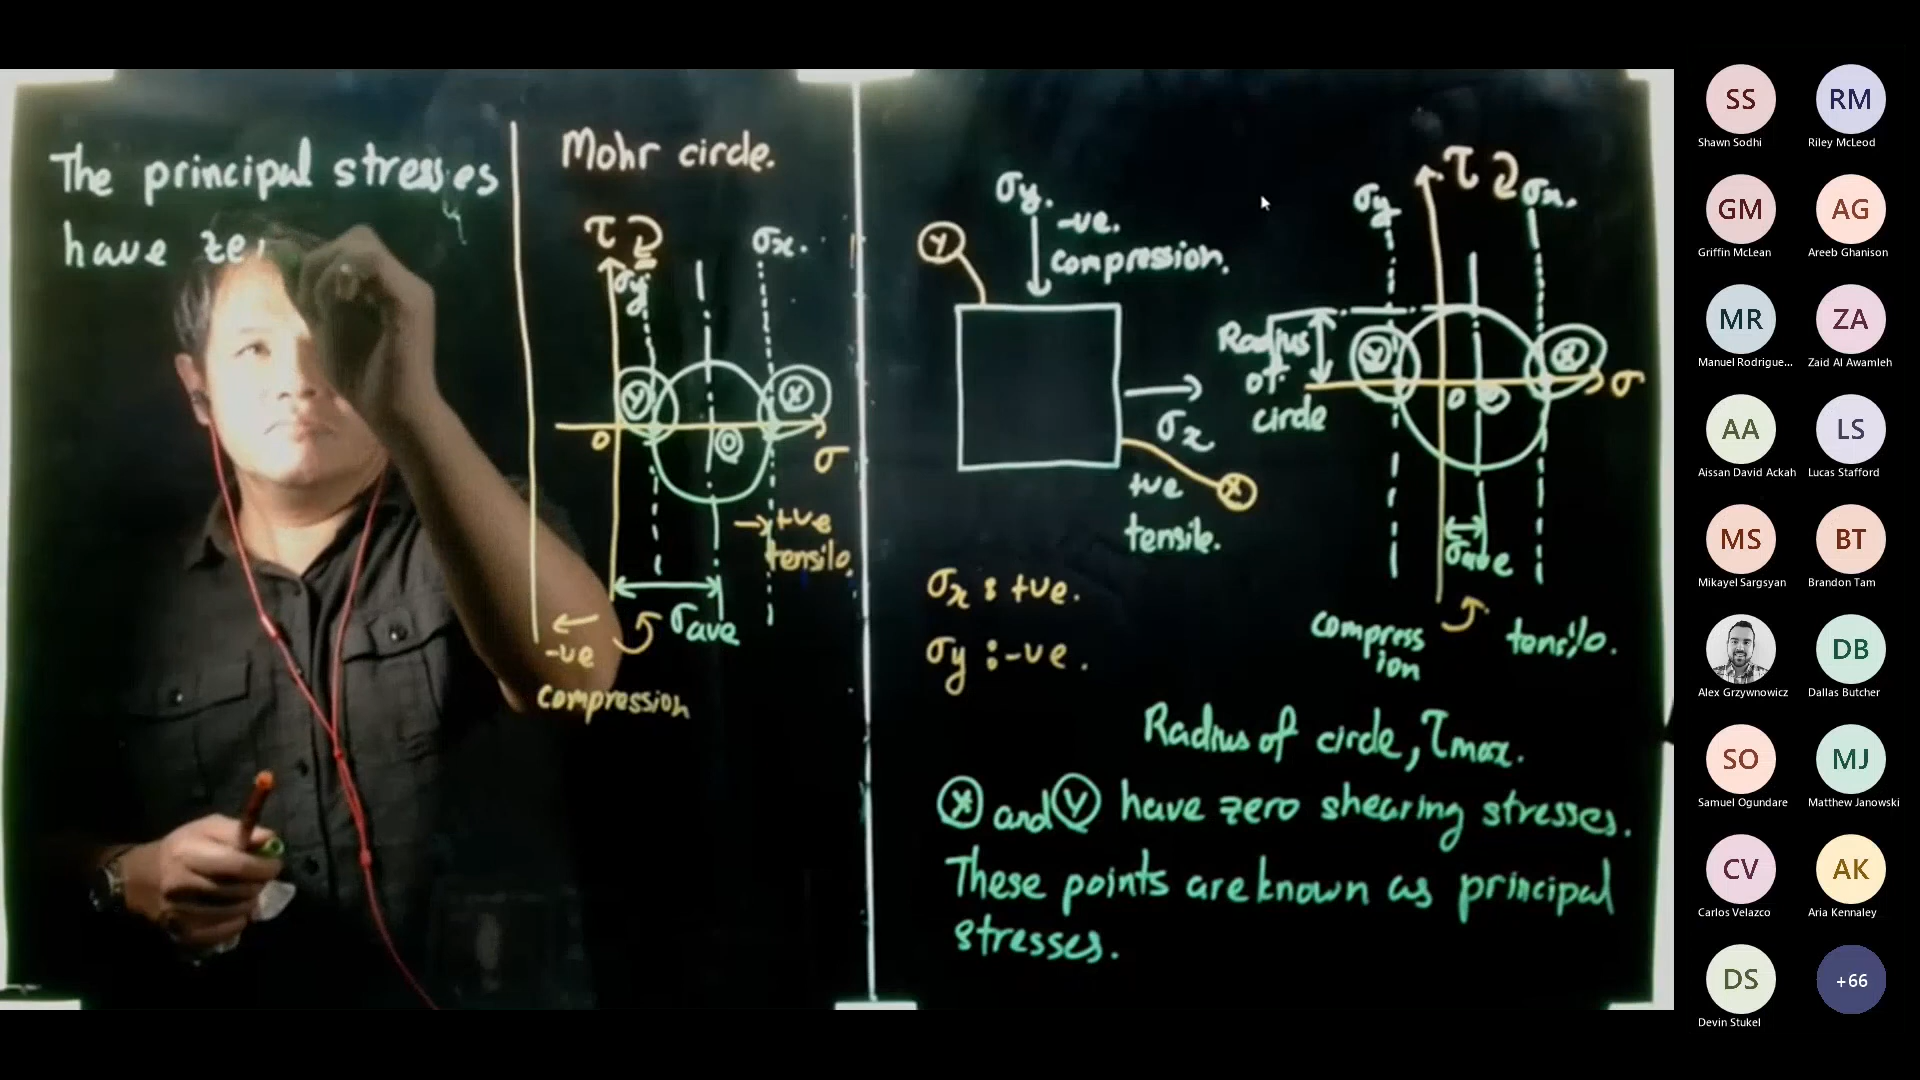 The principal stresses
have ze
Mohr circle.
τ
σy
σx.
Y
X
O
0
σ
→ +ve
tensile.
σave
←
-ve
compression
σy.
-ve.
compression.
Y
σx
+ve
tensile.
X
σx : +ve.
σy : -ve.
τ
σy
σx.
Radius
of
circle
Y
X
0
σ
σave
compress
ion
tensile.
Radius of circle, τmax.
X and Y have zero shearing stresses.
These points are known as principal
stresses.
SS
Shawn Sodhi
RM
Riley McLeod
GM
Griffin McLean
AG
Areeb Ghanison
MR
Manuel Rodrigue...
ZA
Zaid Al Awamleh
AA
Aissan David Ackah
LS
Lucas Stafford
MS
Mikayel Sargsyan
BT
Brandon Tam
Alex Grzywnowicz
DB
Dallas Butcher
SO
Samuel Ogundare
MJ
Matthew Janowski
CV
Carlos Velazco
AK
Aria Kennaley
DS
Devin Stukel
+66